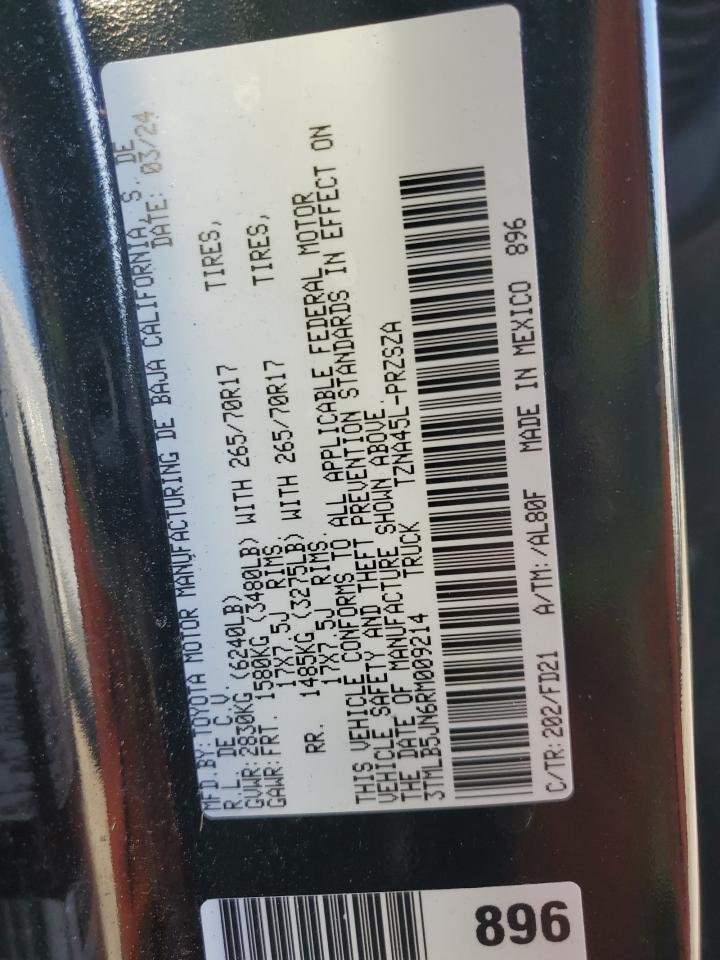 MFD.BY: TOYOTA MOTOR MANUFACTURING DE BAJA CALIFORNIA, S. DE
R.L. DE C.V. DATE: 03/24
GVWR: 2830KG (6240LB)
GAWR: FRT. 1580KG (3480LB) WITH 265/70R17 TIRES,
17X7.5J RIMS
RR. 1485KG (3275LB) WITH 265/70R17 TIRES,
17X7.5J RIMS.
THIS VEHICLE CONFORMS TO ALL APPLICABLE FEDERAL MOTOR
VEHICLE SAFETY AND THEFT PREVENTION STANDARDS IN EFFECT ON
THE DATE OF MANUFACTURE SHOWN ABOVE.
3TMLB5JN6RM009214 TRUCK TZNA45L-PRZSZA
C/TR: 202/FD21 A/TM: /AL80F MADE IN MEXICO 896
896